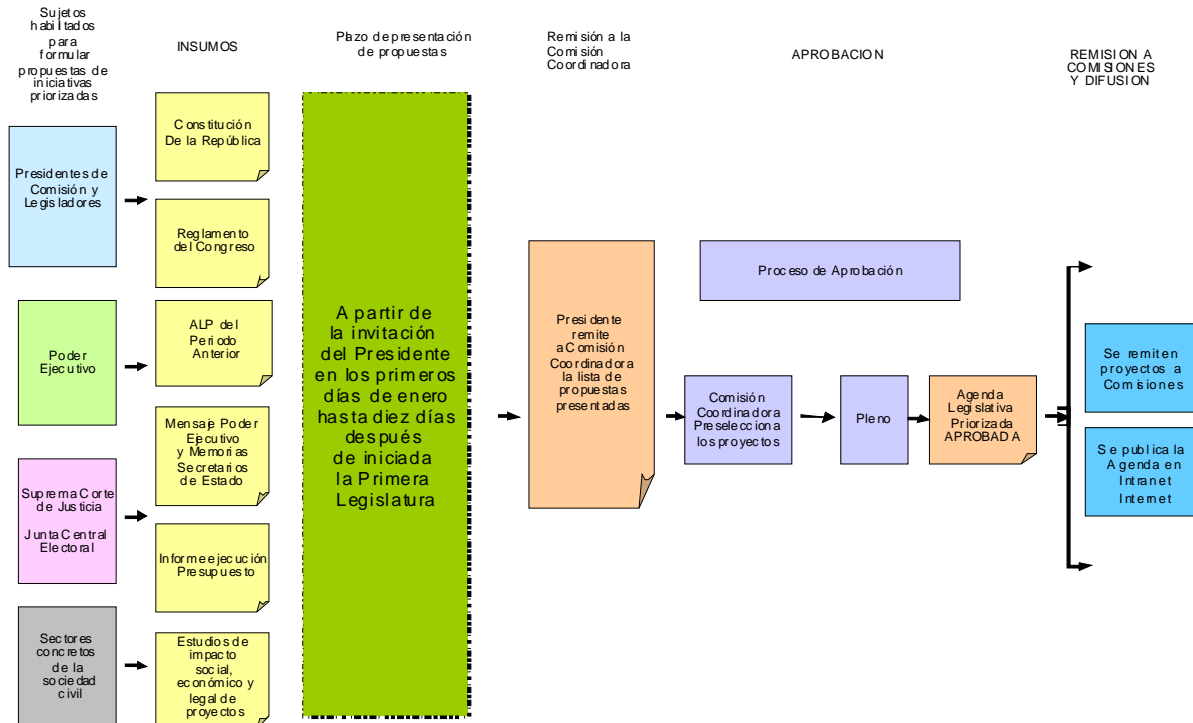 Sujetos
habilitados
para
formular
propuestas de
iniciativas
priorizadas
INSUMOS
Plazo de presentación
de propuestas
Remisión a la
Comisión
Coordinadora
APROBACION
REMISION A
COMISIONES
Y DIFUSION
Presidentes de
Comisión y
Legisladores
Poder
Ejecutivo
Suprema Corte
de Justicia
Junta Central
Electoral
Sectores
concretos
de la
sociedad
civil
Constitución
De la República
Reglamento
del Congreso
ALP del
Periodo
Anterior
Mensaje Poder
Ejecutivo
y Memorias
Secretarios
de Estado
Informe ejecución
Presupuesto
Estudios de
impacto
social,
económico y
legal de
proyectos
A partir de
la invitación
del Presidente
en los primeros
días de enero
hasta diez días
después
de iniciada
la Primera
Legislatura
Presidente
remite
a Comisión
Coordinadora
la lista de
propuestas
presentadas
Proceso de Aprobación
Comisión
Coordinadora
Preselecciona
los proyectos
Pleno
Agenda
Legislativa
Priorizada
APROBADA
Se remiten
proyectos a
Comisiones
Se publica la
Agenda en
Intranet
Internet